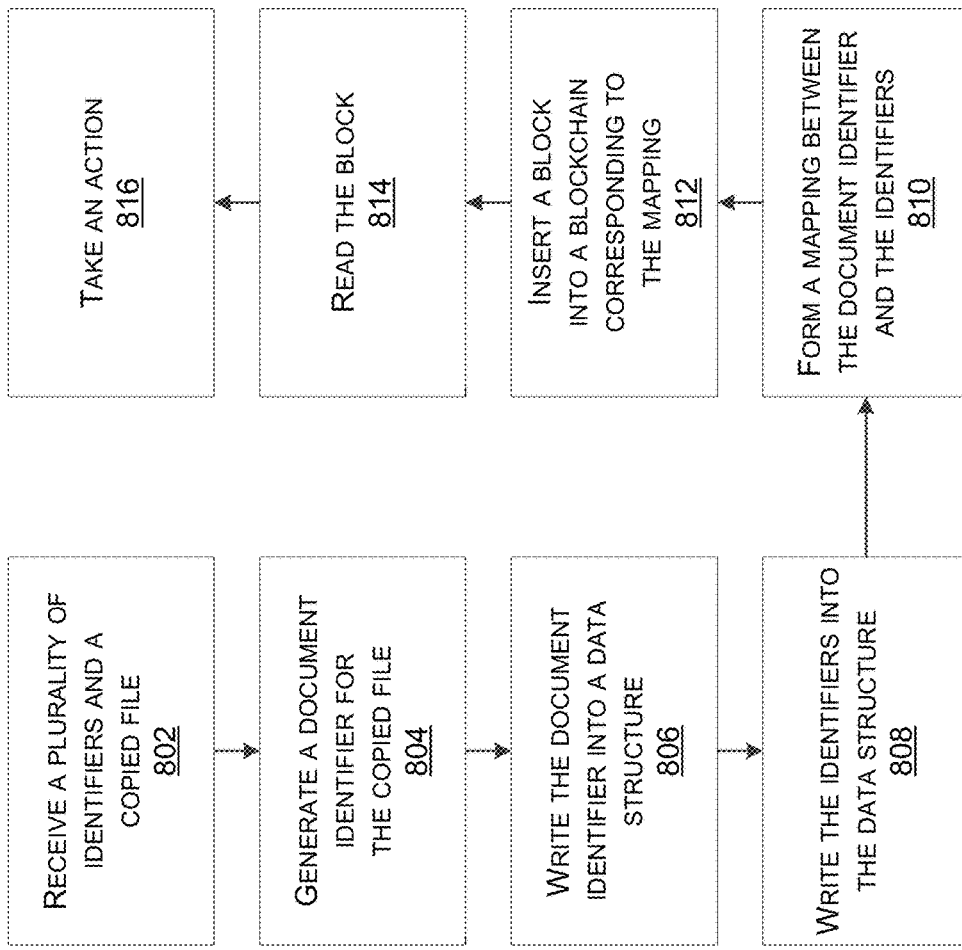 RECEIVE A PLURALITY OF
IDENTIFIERS AND A
COPIED FILE
802
GENERATE A DOCUMENT
IDENTIFIER FOR
THE COPIED FILE
804
WRITE THE DOCUMENT
IDENTIFIER INTO A DATA
STRUCTURE
806
WRITE THE IDENTIFIERS INTO
THE DATA STRUCTURE
808
FORM A MAPPING BETWEEN
THE DOCUMENT IDENTIFIER
AND THE IDENTIFIERS
810
INSERT A BLOCK
INTO A BLOCKCHAIN
CORRESPONDING TO
THE MAPPING
812
READ THE BLOCK
814
TAKE AN ACTION
816